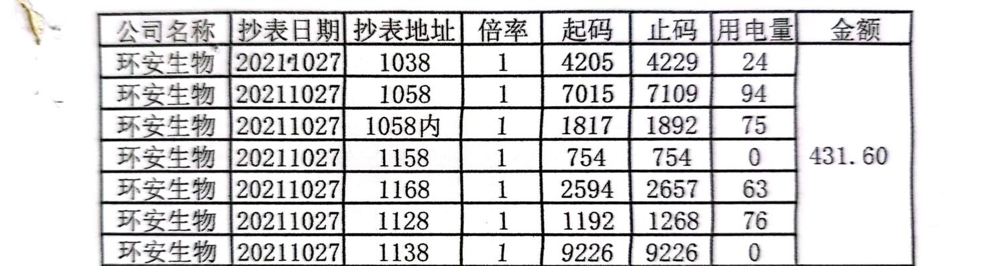 公司名称 抄表日期 抄表地址 倍率 起码 止码 用电量 金额
环安生物 20211027 1038 1 4205 4229 24
环安生物 20211027 1058 1 7015 7109 94
环安生物 20211027 1058内 1 1817 1892 75
环安生物 20211027 1158 1 754 754 0 431.60
环安生物 20211027 1168 1 2594 2657 63
环安生物 20211027 1128 1 1192 1268 76
环安生物 20211027 1138 1 9226 9226 0